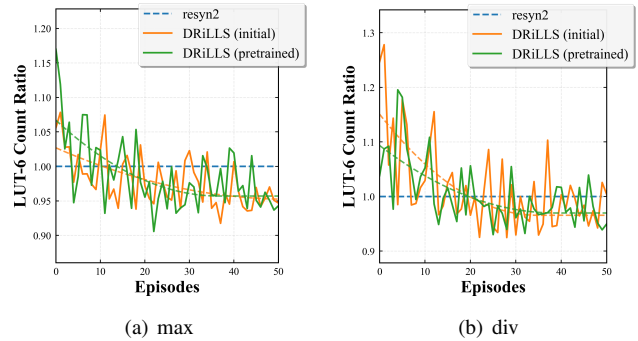 resyn2
DRiLLS (initial)
DRiLLS (pretrained)
LUT-6 Count Ratio
1.20
1.15
1.10
1.05
1.00
0.95
0.90
0 10 20 30 40 50
Episodes
(a) max
resyn2
DRiLLS (initial)
DRiLLS (pretrained)
LUT-6 Count Ratio
1.3
1.2
1.1
1.0
0.9
0 10 20 30 40 50
Episodes
(b) div